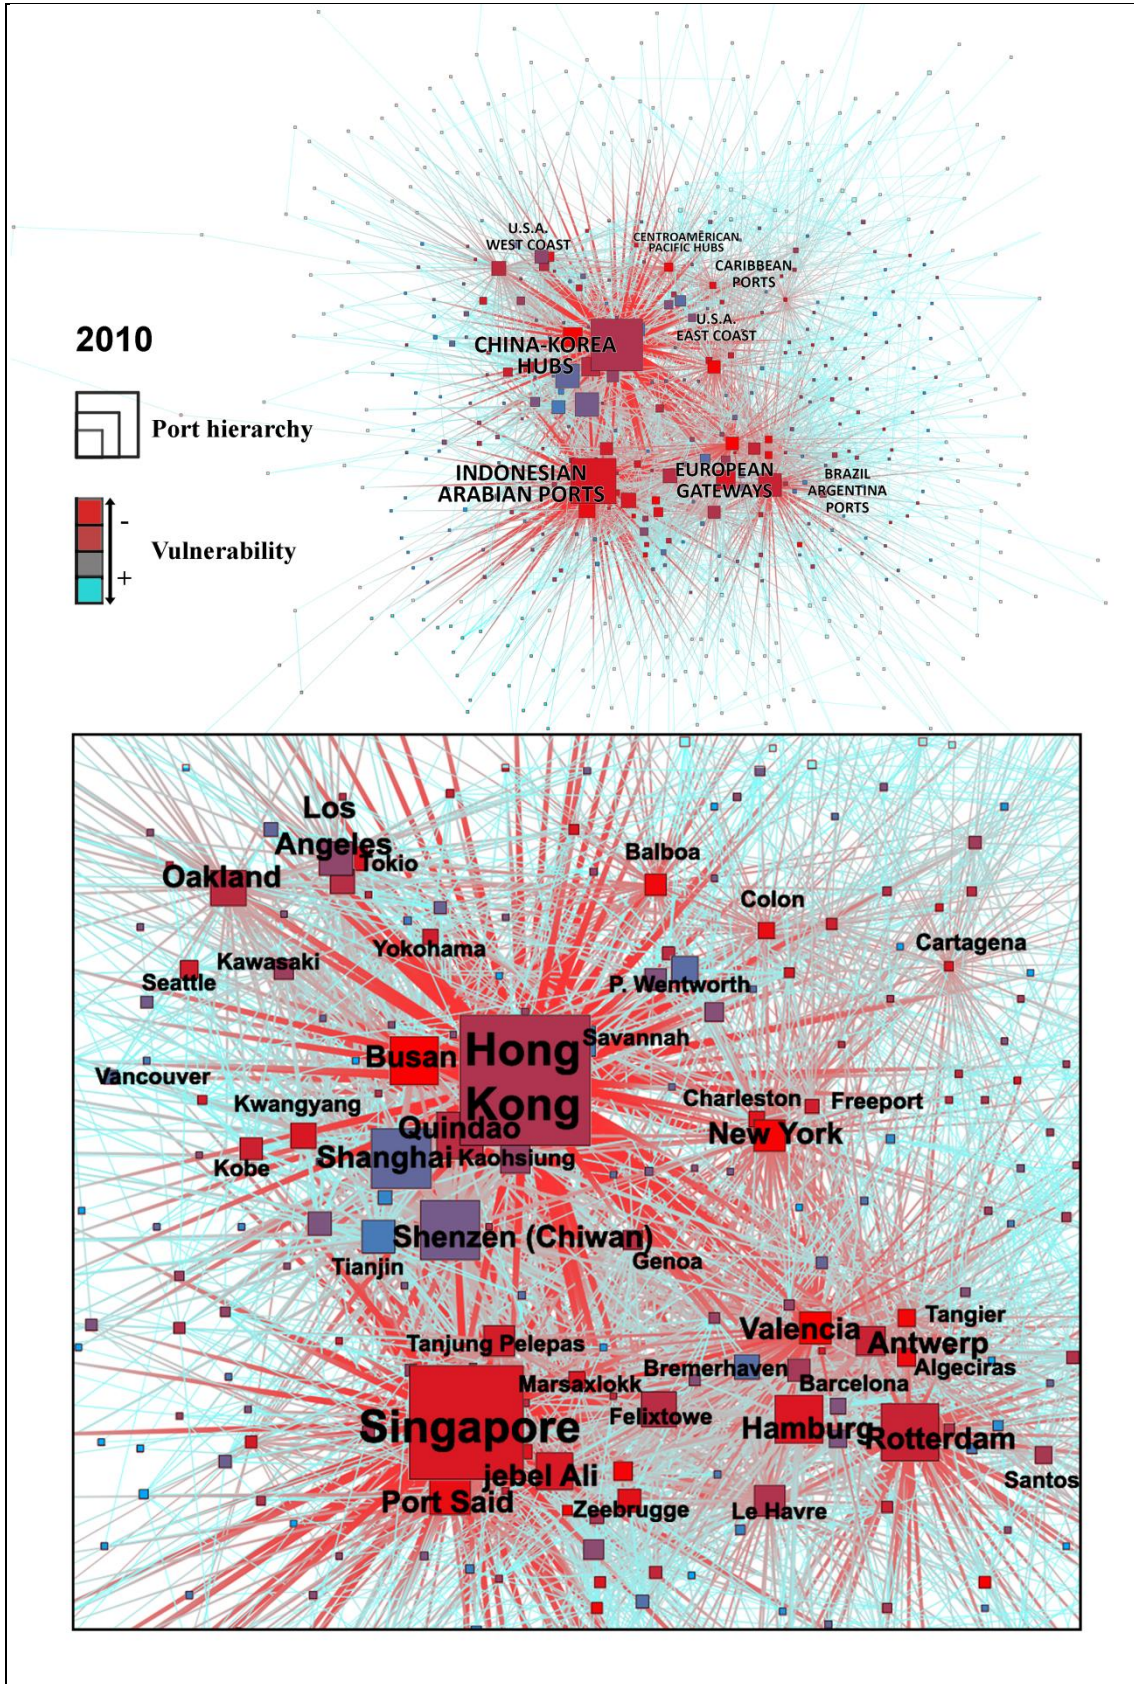 U.S.A.
WEST COAST
CENTROAMERICAN
PACIFIC HUBS
CARIBBEAN
PORTS
U.S.A.
EAST COAST
2010
CHINA-KOREA
HUBS
Port hierarchy
INDONESIAN
ARABIAN PORTS
EUROPEAN
GATEWAYS
BRAZIL
ARGENTINA
PORTS
-
Vulnerability
+
Los
Angeles
Tokio
Oakland
Balboa
Colon
Cartagena
Yokohama
Kawasaki
Seattle
P. Wentworth
Savannah
Hong
Kong
Busan
Vancouver
Kwangyang
Charleston
Freeport
New York
Quindao
Shanghai
Kaohsiung
Kobe
Shenzen (Chiwan)
Tianjin
Genoa
Tangier
Valencia
Antwerp
Tanjung Pelepas
Bremerhaven
Algeciras
Marsaxlokk
Barcelona
Felixtowe
Singapore
Hamburg
Rotterdam
jebel Ali
Santos
Port Said
Zeebrugge
Le Havre